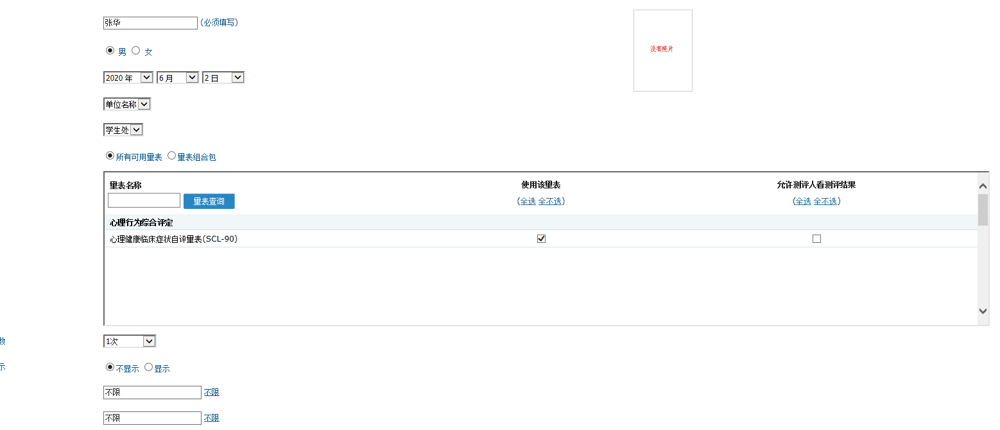 张华 (必须填写)
没有照片
男 女
2020 年 6 月 2 日
单位名称
学生处
所有可用量表 量表组合包
量表名称 使用该量表 允许测评人看测评结果
量表查询 (全选 全不选) (全选 全不选)
心理行为综合评定
心理健康临床症状自评量表(SCL-90)
数 1次
示 不显示 显示
不限 不限
不限 不限